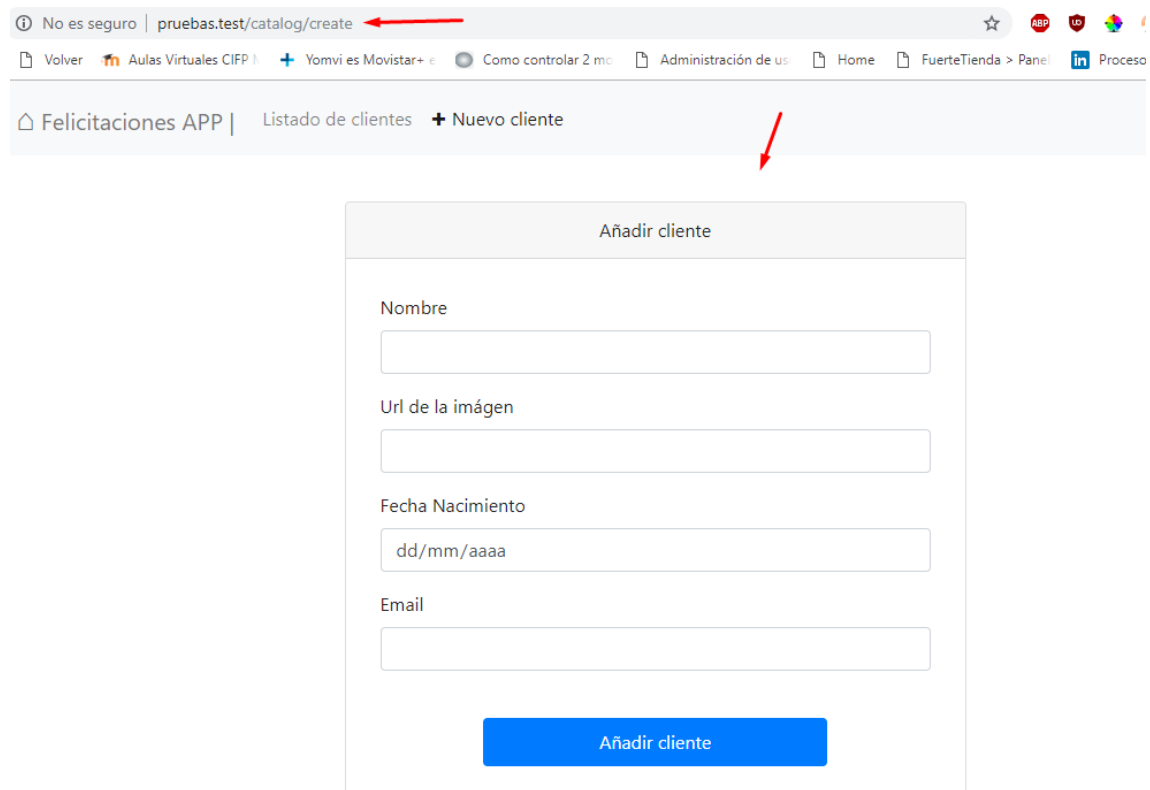 No es seguro | pruebas.test/catalog/create
ABP UD
Volver Aulas Virtuales CIFP Yomvi es Movistar+ Como controlar 2 Administración de Home FuerteTienda > Panel in Proceso
Felicitaciones APP | Listado de clientes + Nuevo cliente
Añadir cliente
Nombre
Url de la imágen
Fecha Nacimiento
dd/mm/aaaa
Email
Añadir cliente